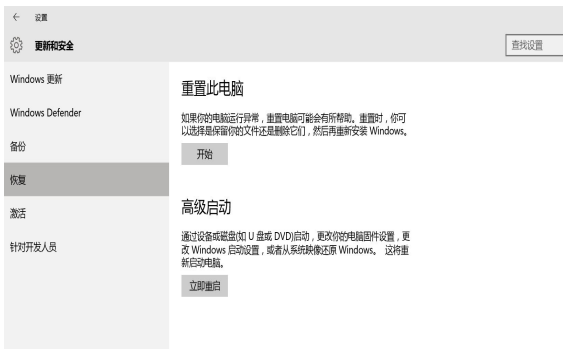 ← 设置
更新和安全
查找设置
Windows 更新
Windows Defender
备份
恢复
激活
针对开发人员
重置此电脑
如果你的电脑运行异常，重置电脑可能会有所帮助。重置时，你可
以选择是保留你的文件还是删除它们，然后再重新安装 Windows。
开始
高级启动
通过设备或磁盘(如 U 盘或 DVD)启动，更改你的电脑固件设置，更
改 Windows 启动设置，或者从系统映像还原 Windows。 这将重
新启动电脑。
立即重启